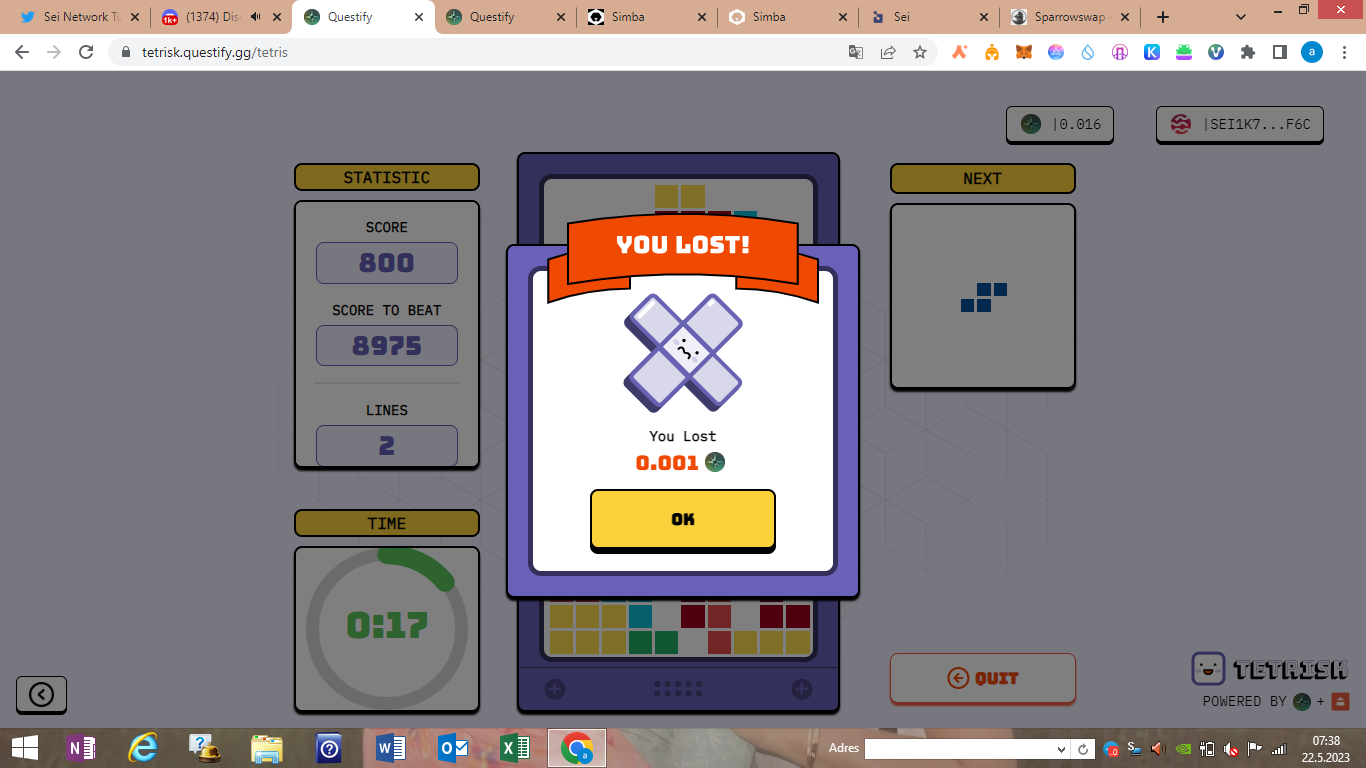 Sei Network Tü
(1374) Disc
Questify
Questify
Simba
Simba
Sei
Sparrowswap -
tetrisk.questify.gg/tetris
a
|0.016
|SEI1K7...F6C
STATISTIC
NEXT
SCORE
800
SCORE TO BEAT
8975
LINES
2
YOU LOST!
You Lost
0.001
OK
TIME
0:17
QUIT
TETRISK
POWERED BY
+
Adres
07:38
22.5.2023